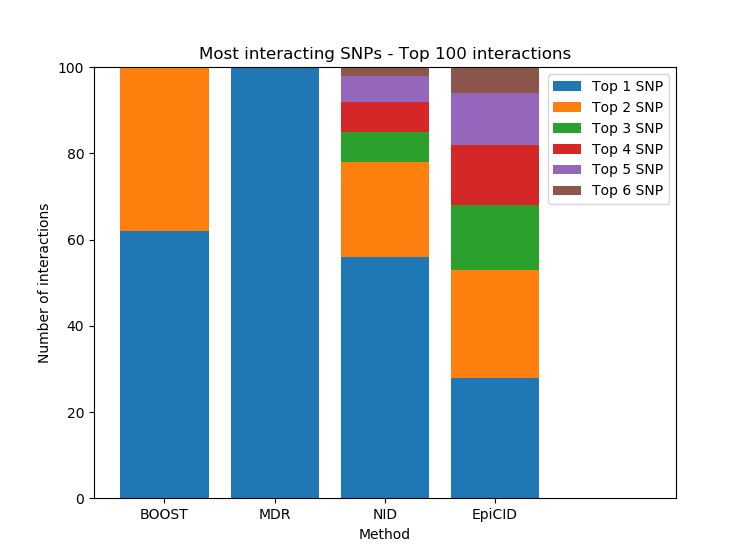 Most interacting SNPs - Top 100 interactions
Number of interactions
100
80
60
40
20
0
Top 1 SNP
Top 2 SNP
Top 3 SNP
Top 4 SNP
Top 5 SNP
Top 6 SNP
BOOST MDR NID EpiCID
Method